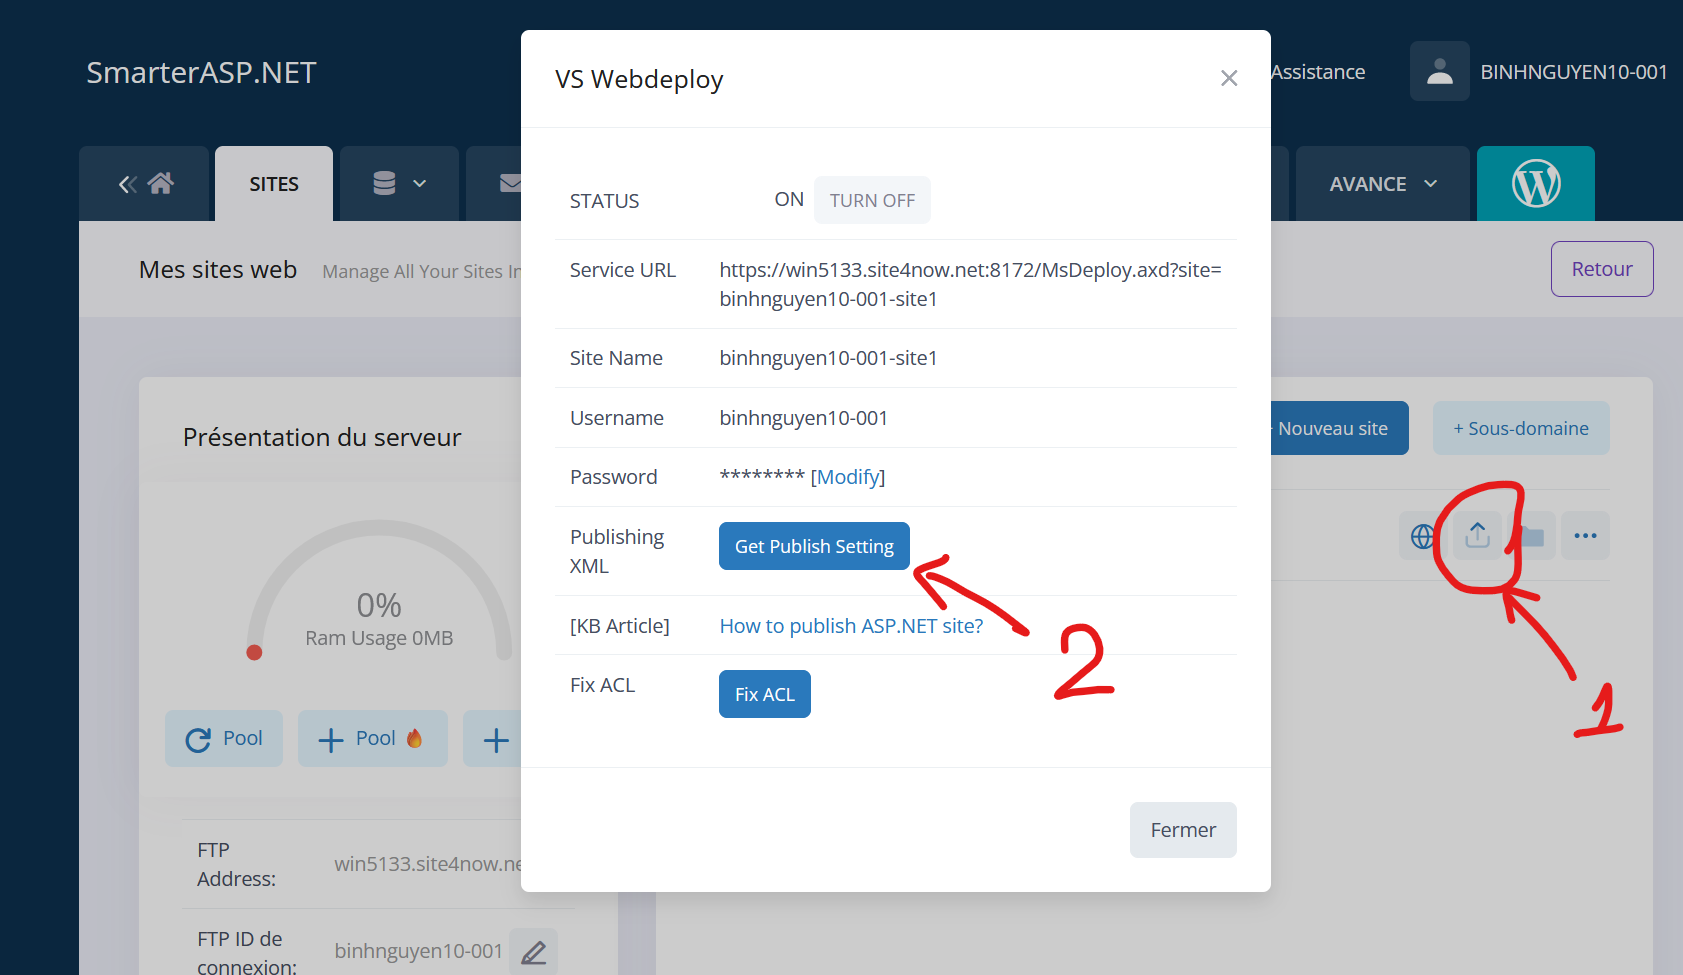 SmarterASP.NET
Assistance
BINHNGUYEN10-001
SITES
AVANCE
Mes sites web
Manage All Your Sites In
Retour
VS Webdeploy
STATUS
ON
TURN OFF
Service URL
https://win5133.site4now.net:8172/MsDeploy.axd?site=
binhnguyen10-001-site1
Site Name
binhnguyen10-001-site1
Username
binhnguyen10-001
Password
******** [Modify]
Publishing
XML
Get Publish Setting
[KB Article]
How to publish ASP.NET site?
Fix ACL
Fix ACL
Fermer
2
Présentation du serveur
0%
Ram Usage 0MB
Pool
+ Pool
+
FTP
Address:
win5133.site4now.ne
FTP ID de
connexion:
binhnguyen10-001
Nouveau site
+ Sous-domaine
1